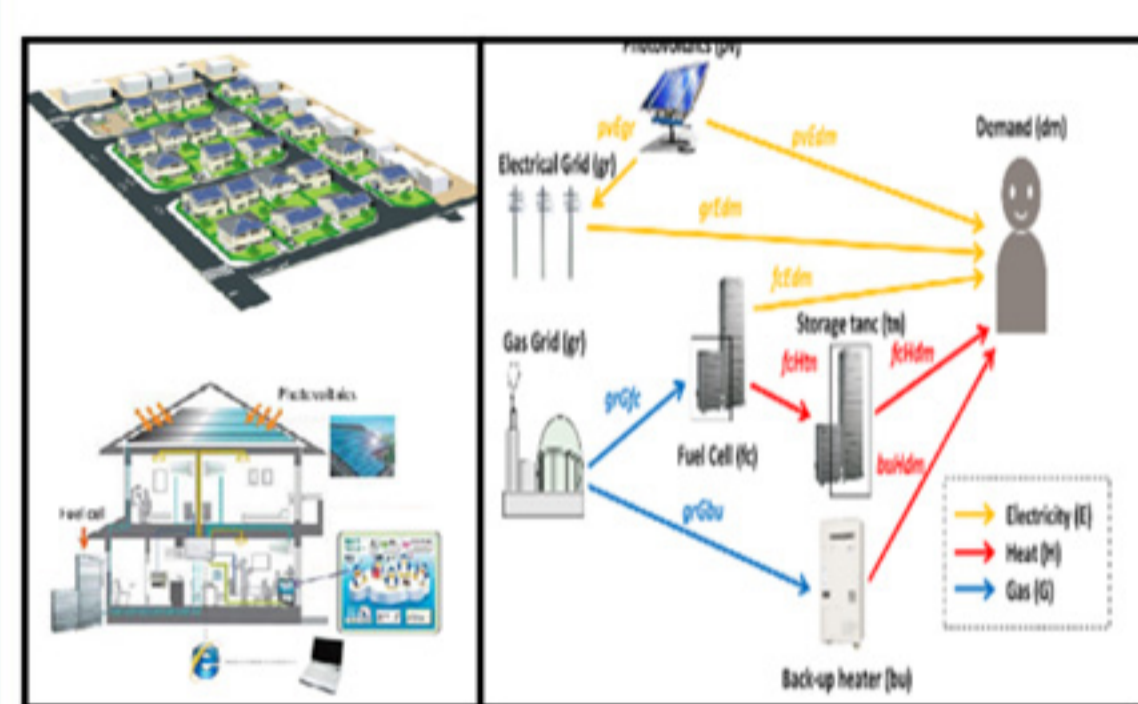 Photovoltaics
Fuel cell
Photovoltaics (pv)
pvEgr
pvEdm
Demand (dm)
Electrical Grid (gr)
grEdm
fcEdm
Storage tanc (tn)
Gas Grid (gr)
fcHtn
fcHdm
grGfc
Fuel Cell (fc)
buHdm
grGbu
Electricity (E)
Heat (H)
Gas (G)
Back-up heater (bu)